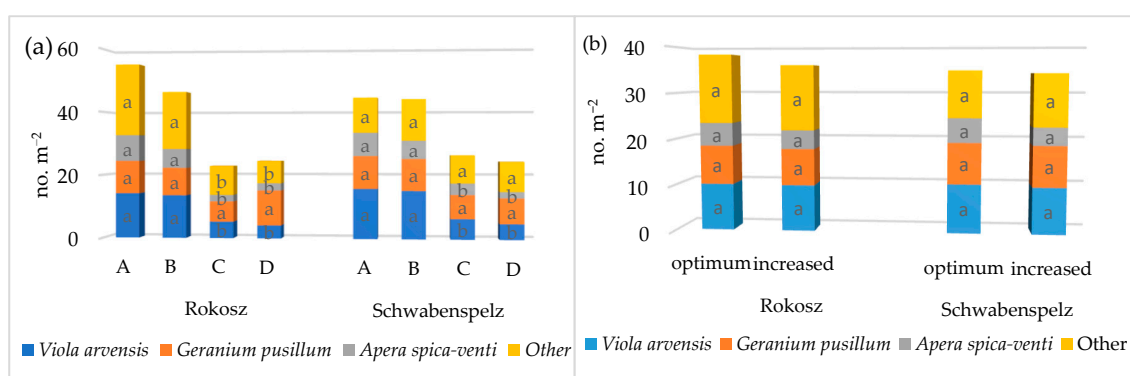 (a)
60
40
20
0
no. m⁻²
a a b b a a a a
a a b b a a b b
a a a a a a a a
a a b b a a b b
A B C D A B C D
Rokosz Schwabenspelz
Viola arvensis Geranium pusillum Apera spica-venti Other
(b)
40
30
20
10
0
no. m⁻²
a a a a
a a a a
a a a a
a a a a
optimum increased optimum increased
Rokosz Schwabenspelz
Viola arvensis Geranium pusillum Apera spica-venti Other